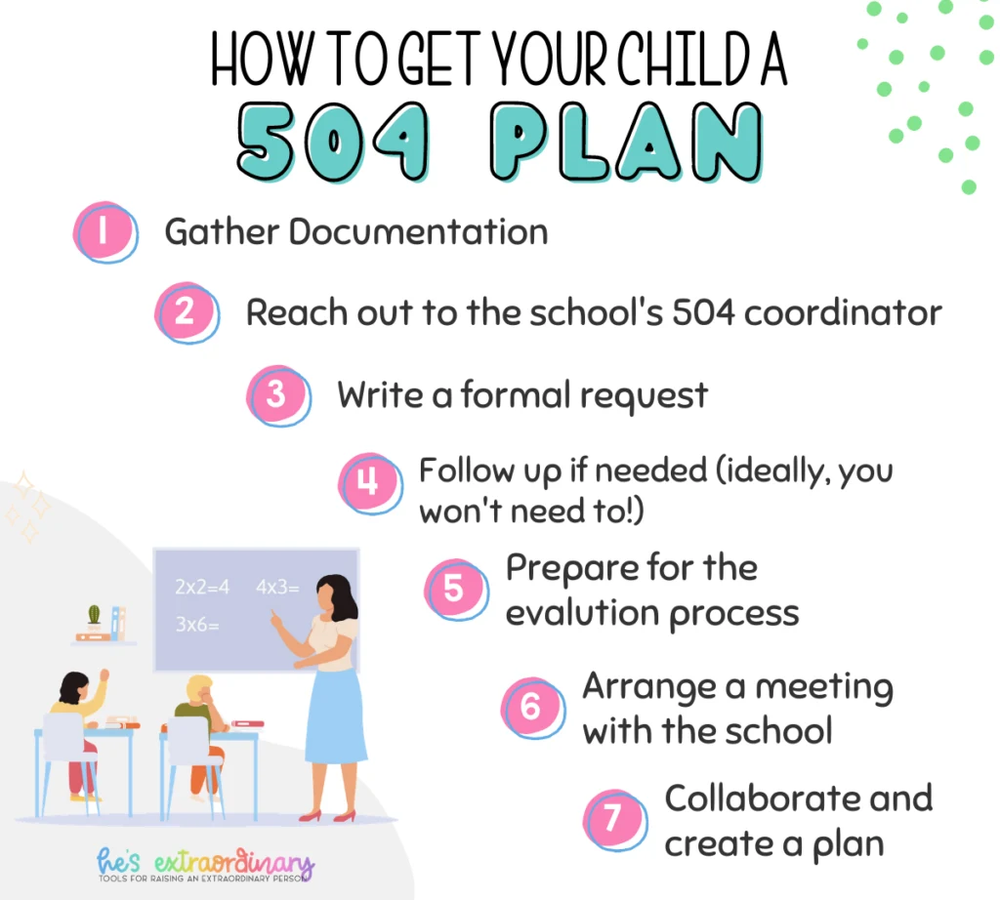 HOW TO GET YOUR CHILD A
504 PLAN
1 Gather Documentation
2 Reach out to the school's 504 coordinator
3 Write a formal request
4 Follow up if needed (ideally, you
won't need to!)
5 Prepare for the
evalution process
6 Arrange a meeting
with the school
7 Collaborate and
create a plan
2x2=4 4x3=
3x6=
he's extraordinary
TOOLS FOR RAISING AN EXTRAORDINARY PERSON